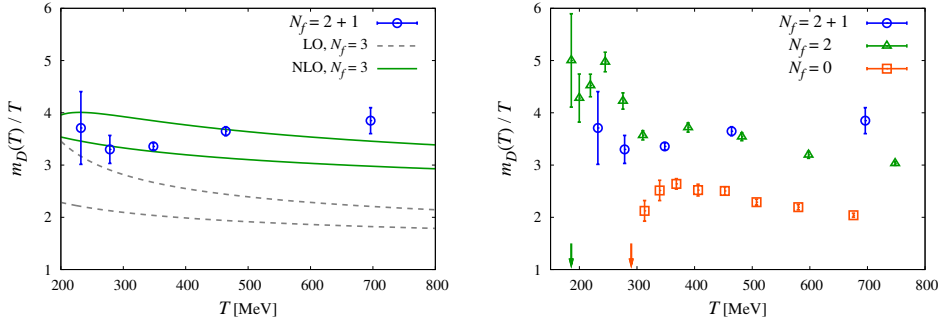 N_f = 2 + 1
LO, N_f = 3
NLO, N_f = 3
m_D(T) / T
6
5
4
3
2
1
200 300 400 500 600 700 800
T [MeV]
N_f = 2 + 1
N_f = 2
N_f = 0
m_D(T) / T
6
5
4
3
2
1
200 300 400 500 600 700 800
T [MeV]